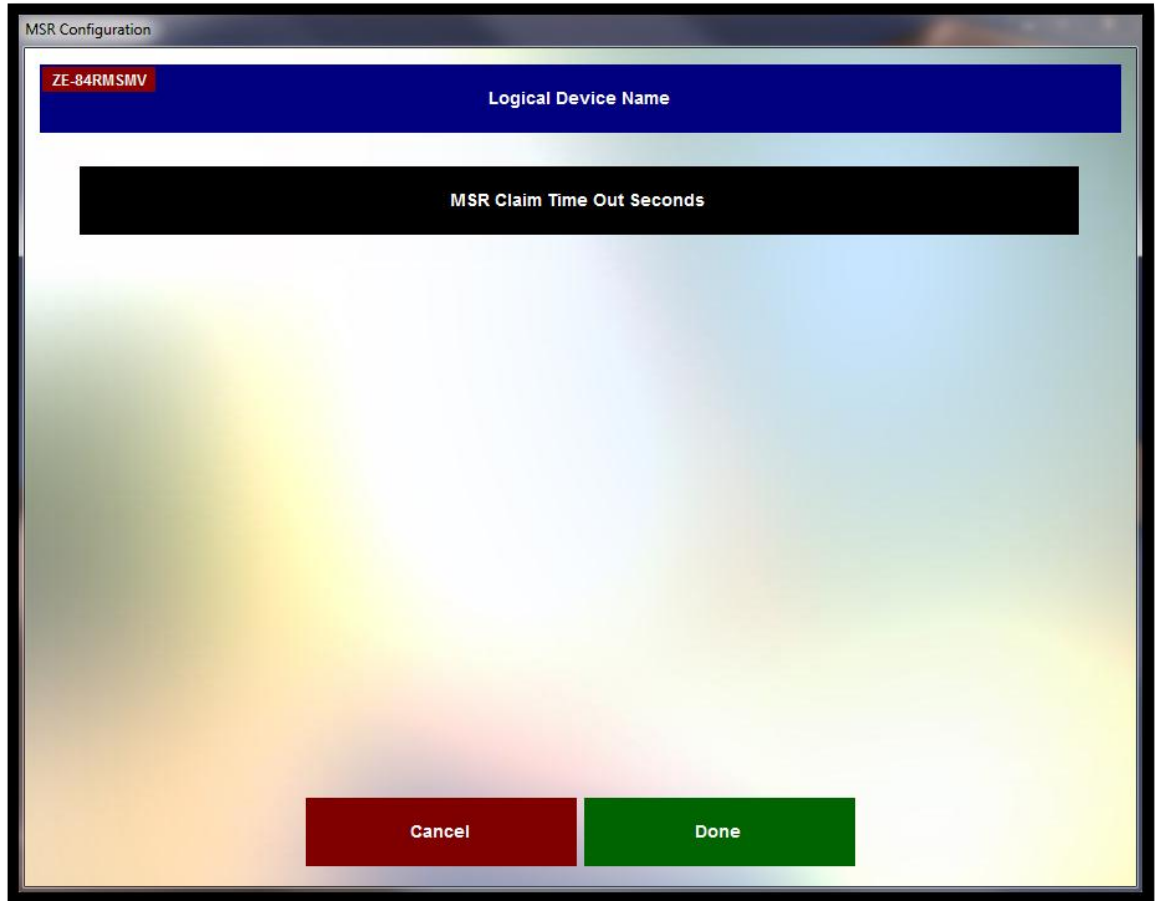 MSR Configuration
ZE-84RMSMV
Logical Device Name
MSR Claim Time Out Seconds
Cancel
Done